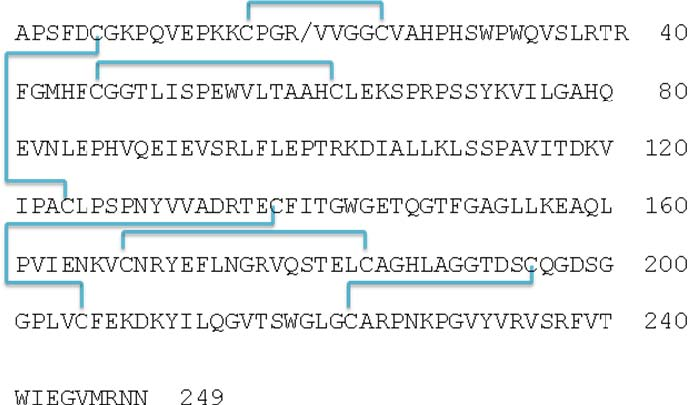 APSFDCGKPQVEPKKCPGR/VVGGCVAHPHSWPWQVSLRTR 40
FGMHFCGGTLISPEWVLTAAHCLEKSPRPSSYKVILGAHQ 80
EVNLEPHVQEIEVSRLFLEPTRKDIALLKLSSPAVITDKV 120
IPACLPSPNYVVADRTECFITGWGETQGTFGAGLLKEAQL 160
PVIENKVCNRYEFLNGRVQSTELCAGHLAGGTDSCQGDSG 200
GPLVCFEKDKYILQGVTSWGLGCARPNKPGVYVRVSRFVT 240
WIEGVMRNN 249